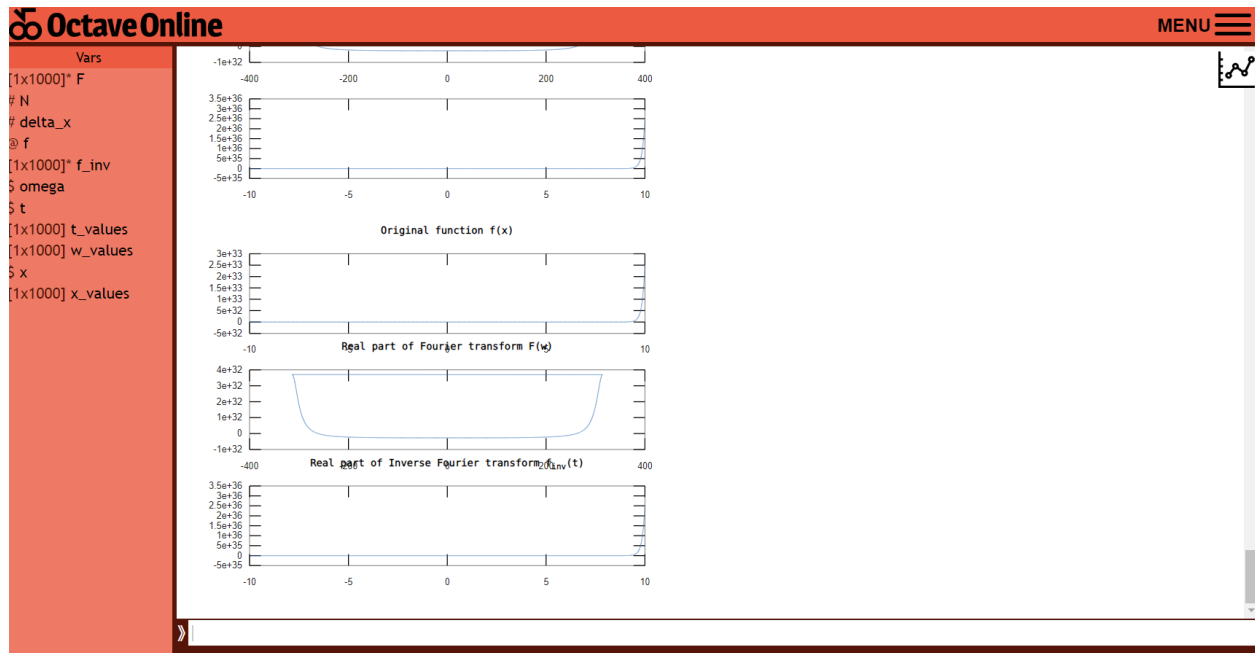 Octave Online
MENU
Vars
[1x1000]* F
# N
# delta_x
@ f
[1x1000]* f_inv
$ omega
$ t
[1x1000] t_values
[1x1000] w_values
$ x
[1x1000] x_values
0
-1e+32
-400 -200 0 200 400
3.5e+36
3e+36
2.5e+36
2e+36
1.5e+36
1e+36
5e+35
0
-5e+35
-10 -5 0 5 10
Original function f(x)
3e+33
2.5e+33
2e+33
1.5e+33
1e+33
5e+32
0
-5e+32
-10 -5 0 5 10
Real part of Fourier transform F(w)
4e+32
3e+32
2e+32
1e+32
0
-1e+32
-400 -200 0 200 400
Real part of Inverse Fourier transform f_inv(t)
3.5e+36
3e+36
2.5e+36
2e+36
1.5e+36
1e+36
5e+35
0
-5e+35
-10 -5 0 5 10